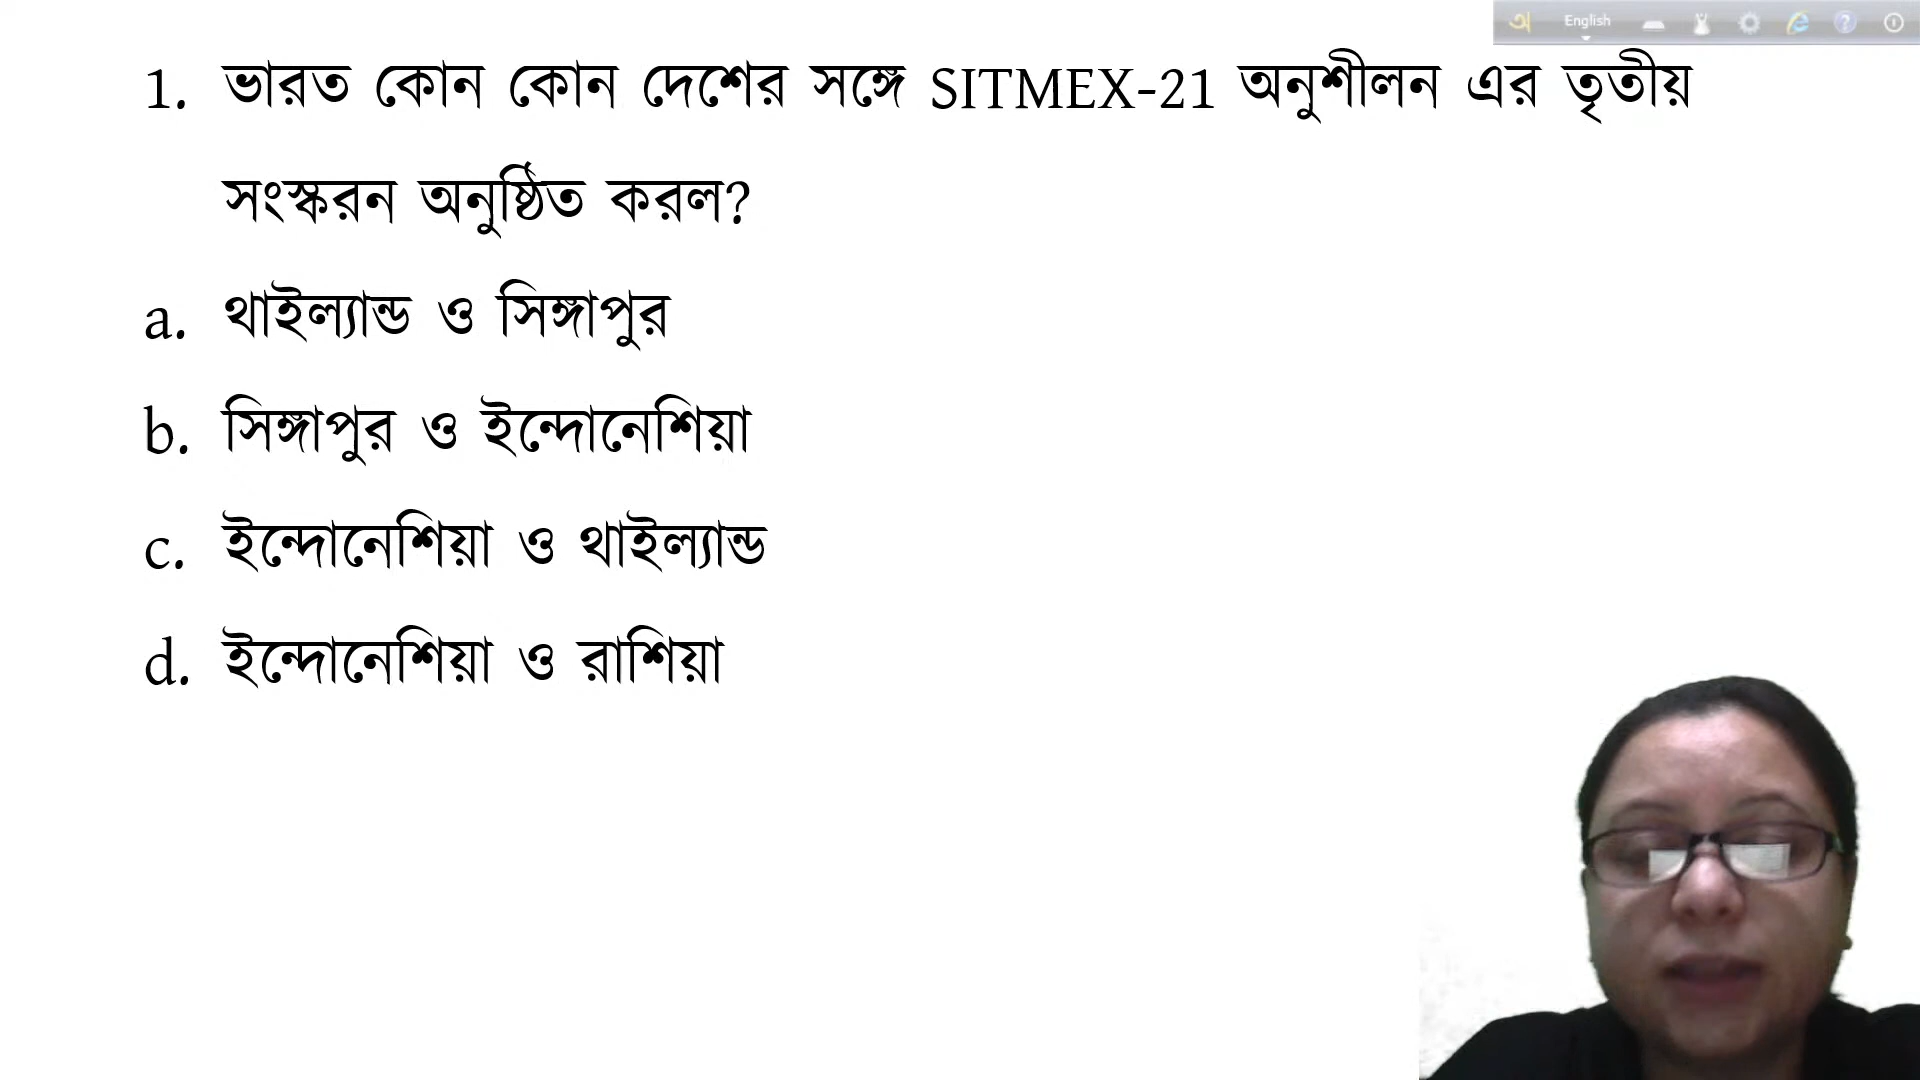 English
1. ভারত কোন কোন দেশের সঙ্গে SITMEX-21 অনুশীলন এর তৃতীয়
সংস্করন অনুষ্ঠিত করল?
a. থাইল্যান্ড ও সিঙ্গাপুর
b. সিঙ্গাপুর ও ইন্দোনেশিয়া
c. ইন্দোনেশিয়া ও থাইল্যান্ড
d. ইন্দোনেশিয়া ও রাশিয়া